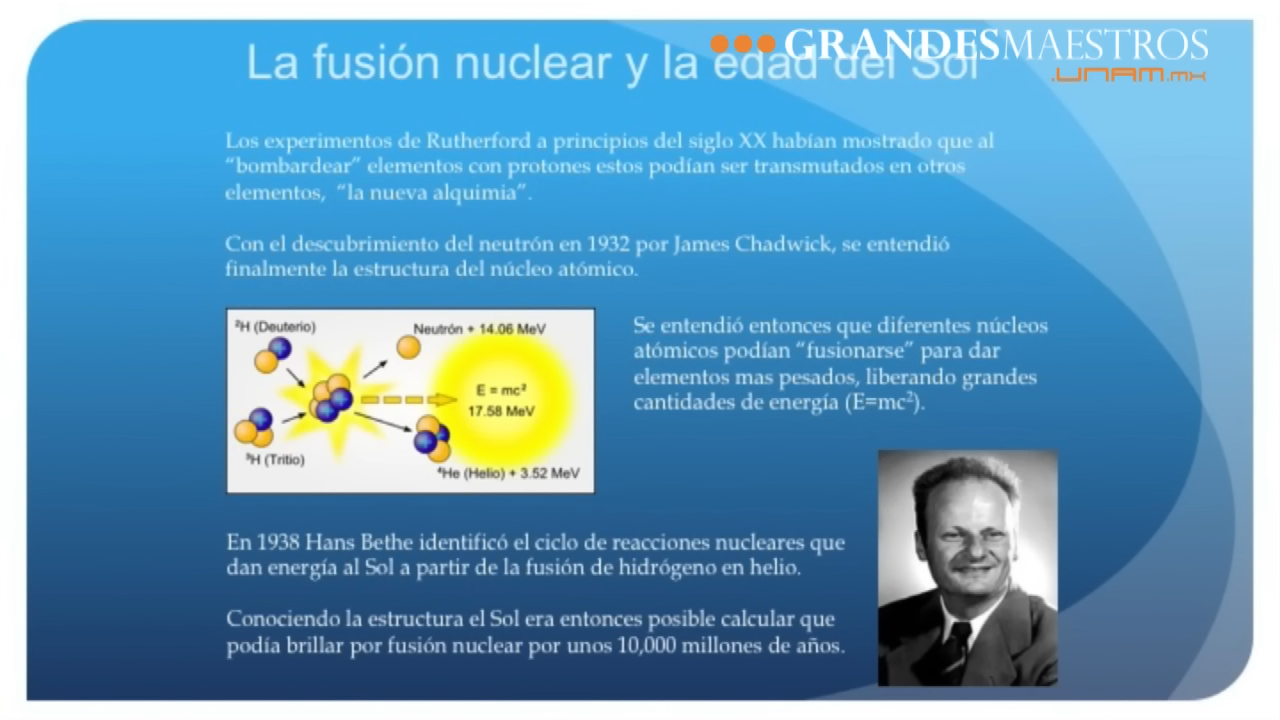 GRANDESMAESTROS
.UNAM.mx
La fusión nuclear y la edad del Sol
Los experimentos de Rutherford a principios del siglo XX habían mostrado que al
“bombardear” elementos con protones estos podían ser transmutados en otros
elementos, “la nueva alquimia”.
Con el descubrimiento del neutrón en 1932 por James Chadwick, se entendió
finalmente la estructura del núcleo atómico.
²H (Deuterio)
Neutrón + 14.06 MeV
E = mc²
17.58 MeV
³H (Tritio)
⁴He (Helio) + 3.52 MeV
Se entendió entonces que diferentes núcleos
atómicos podían “fusionarse” para dar
elementos mas pesados, liberando grandes
cantidades de energía (E=mc²).
En 1938 Hans Bethe identificó el ciclo de reacciones nucleares que
dan energía al Sol a partir de la fusión de hidrógeno en helio.
Conociendo la estructura el Sol era entonces posible calcular que
podía brillar por fusión nuclear por unos 10,000 millones de años.